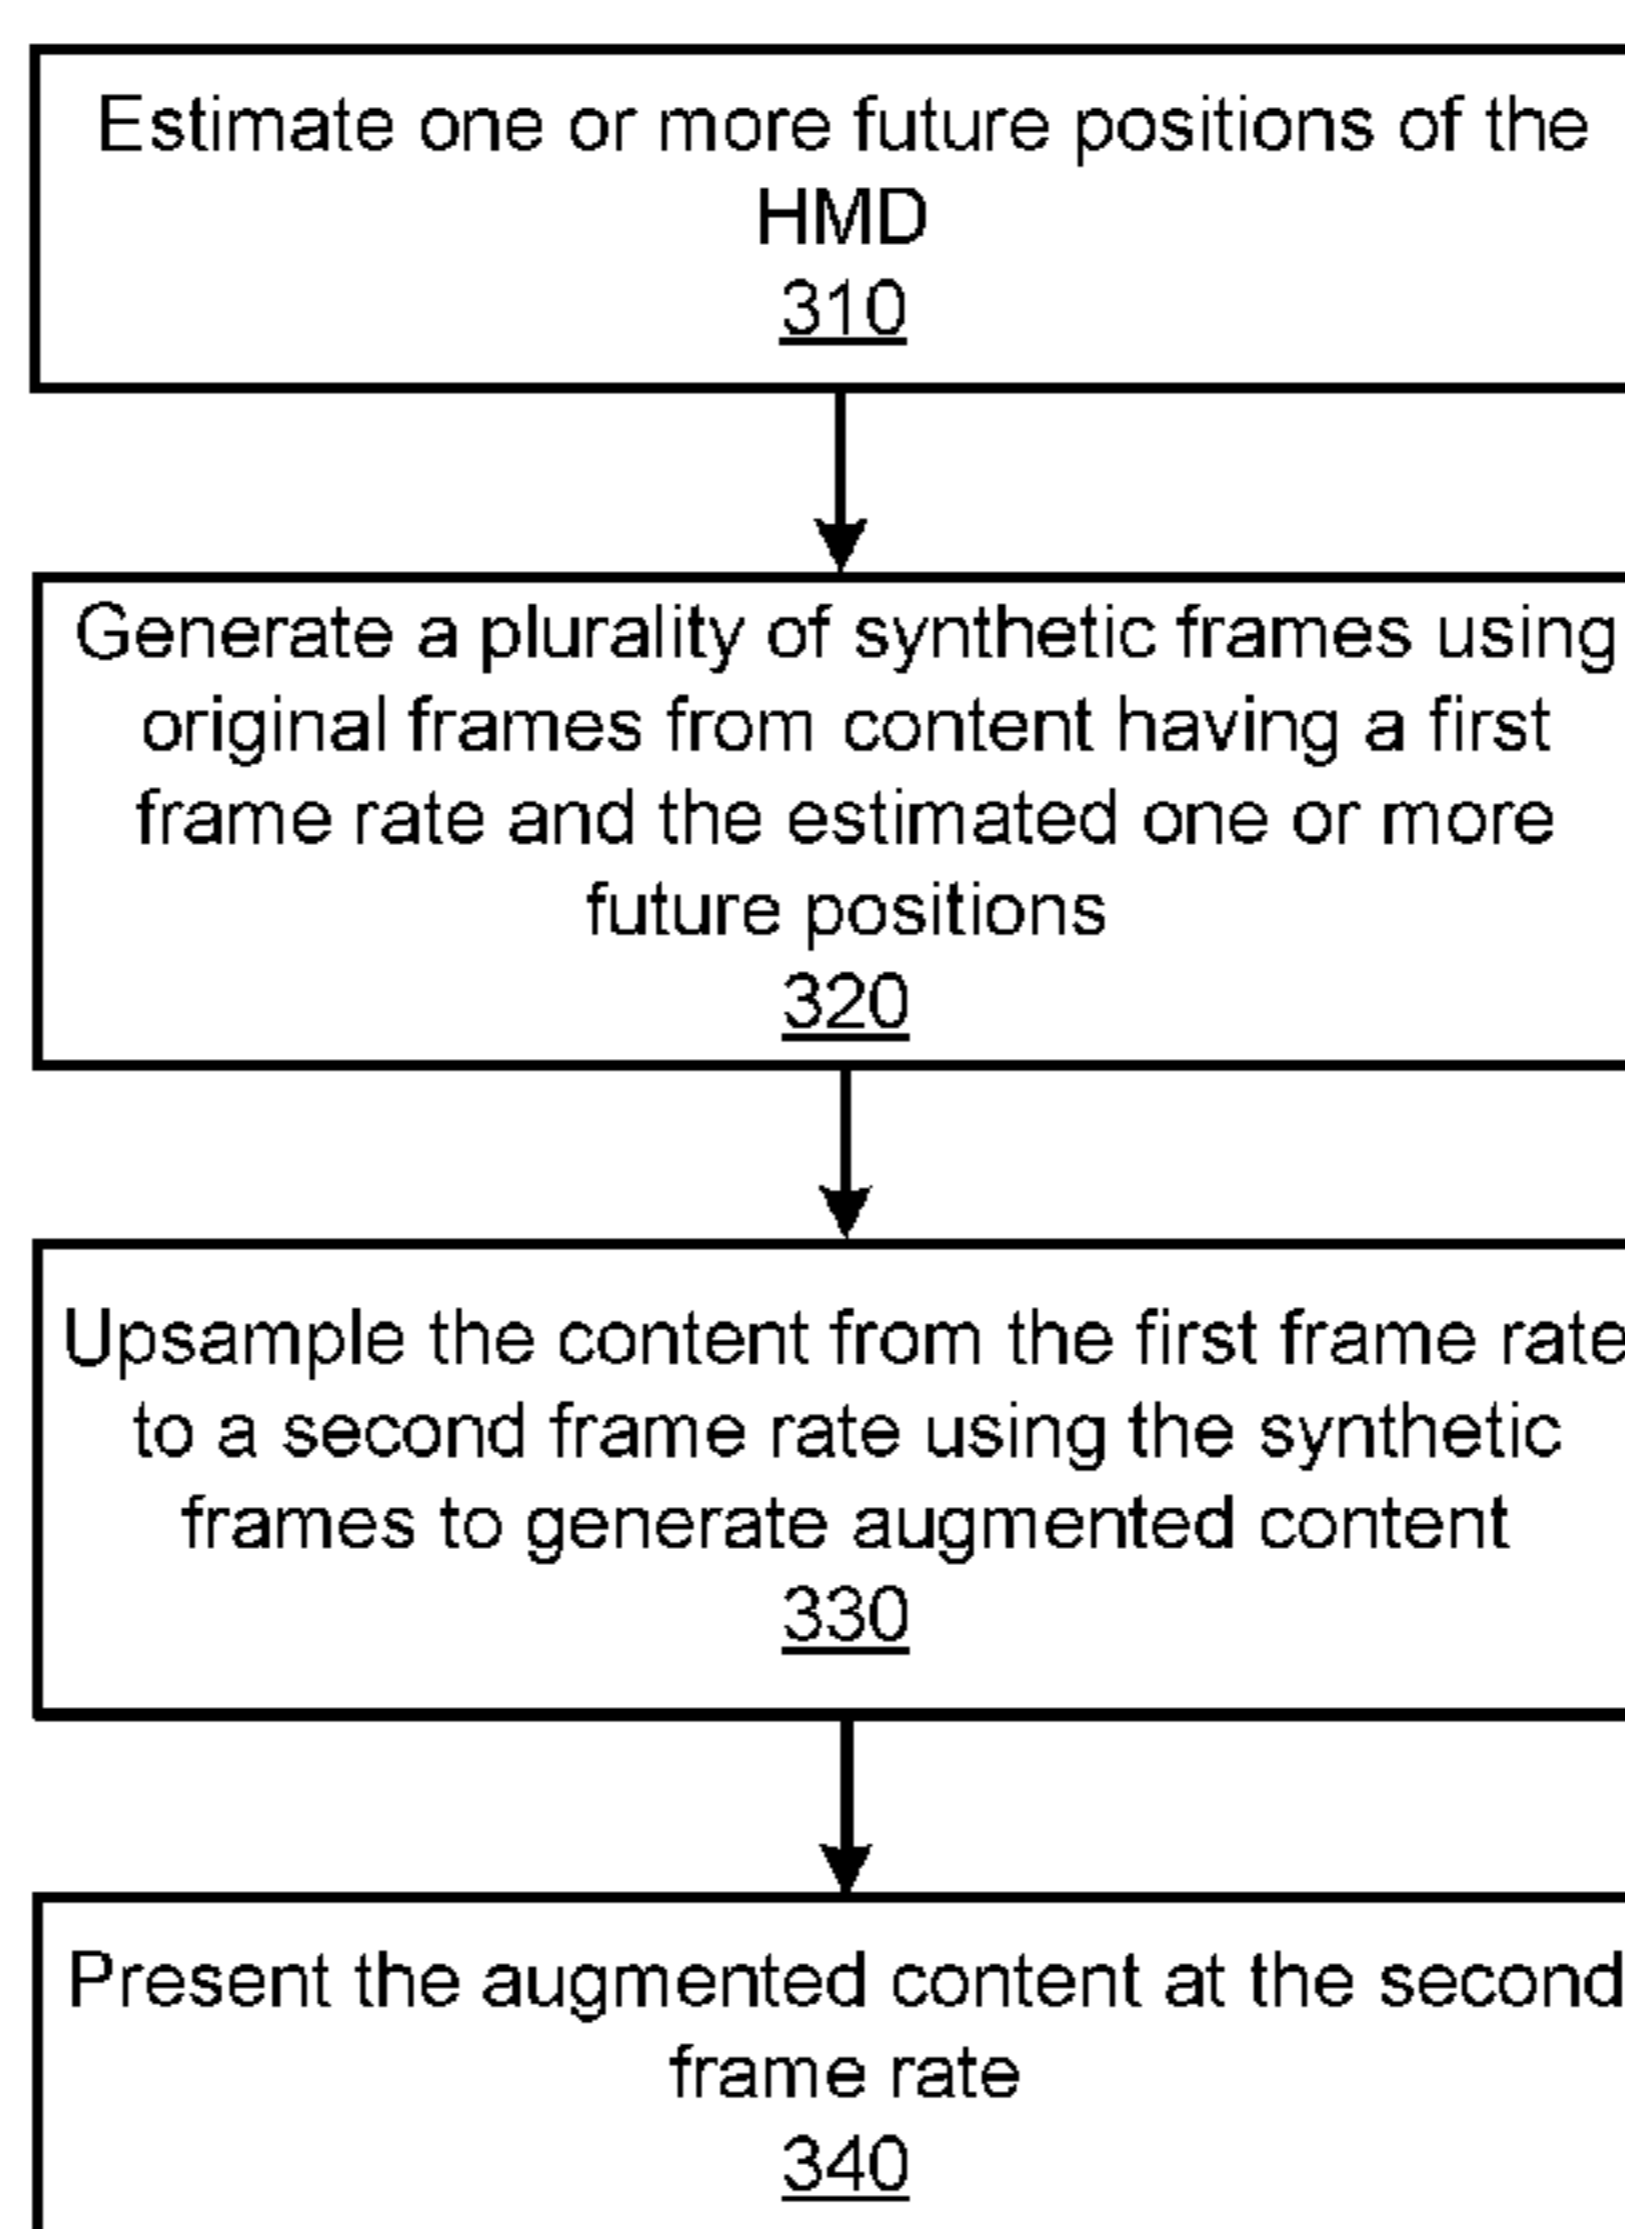 Estimate one or more future positions of the
HMD
310
Generate a plurality of synthetic frames using
original frames from content having a first
frame rate and the estimated one or more
future positions
320
Upsample the content from the first frame rate
to a second frame rate using the synthetic
frames to generate augmented content
330
Present the augmented content at the second
frame rate
340